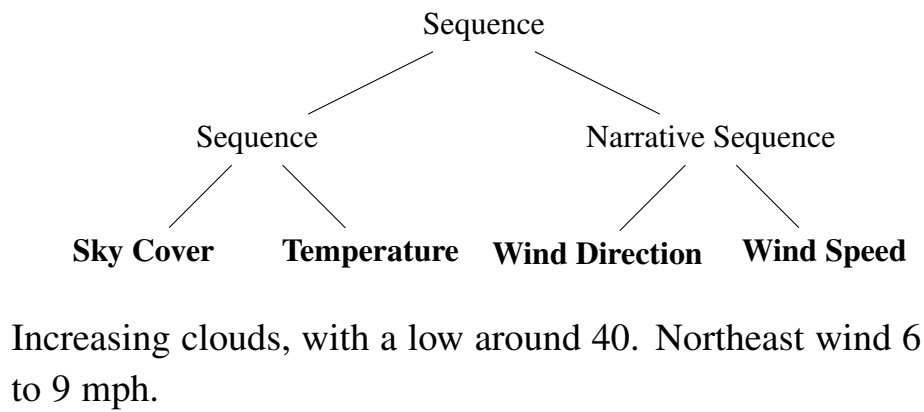 Sequence
Sequence Narrative Sequence
Sky Cover Temperature Wind Direction Wind Speed
Increasing clouds, with a low around 40. Northeast wind 6
to 9 mph.